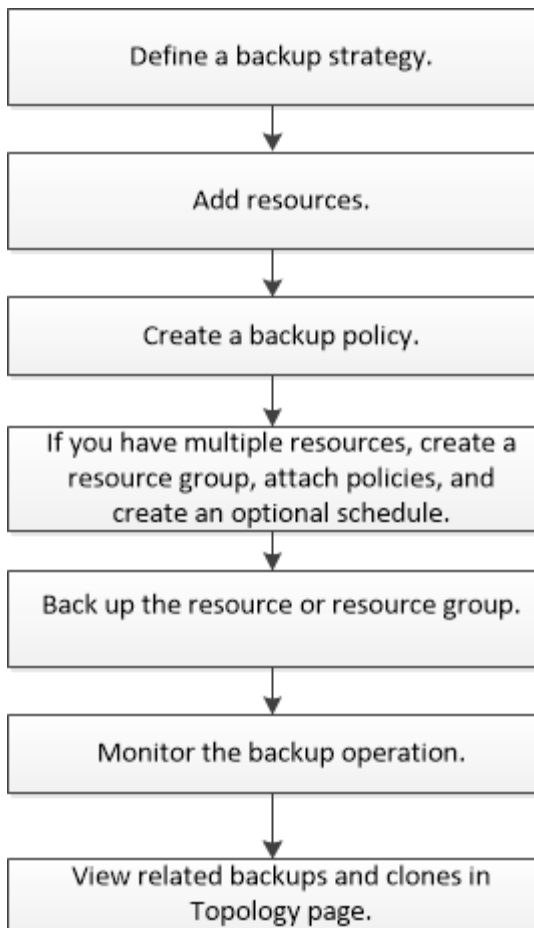 Define a backup strategy.
Add resources.
Create a backup policy.
If you have multiple resources, create a
resource group, attach policies, and
create an optional schedule.
Back up the resource or resource group.
Monitor the backup operation.
View related backups and clones in
Topology page.